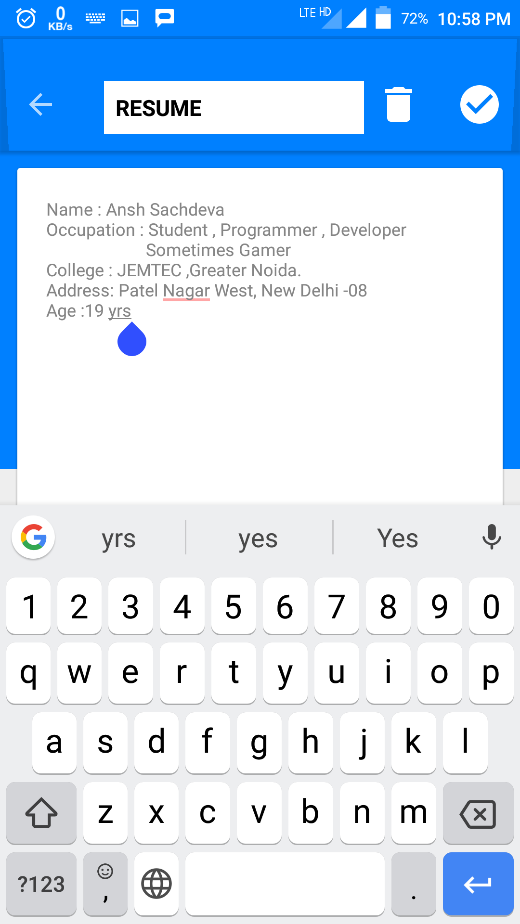 0
KB/s
LTE HD
72% 10:58 PM
RESUME
Name : Ansh Sachdeva
Occupation : Student , Programmer , Developer
Sometimes Gamer
College : JEMTEC ,Greater Noida.
Address: Patel Nagar West, New Delhi -08
Age :19 yrs
G yrs yes Yes
1 2 3 4 5 6 7 8 9 0
q w e r t y u i o p
a s d f g h j k l
z x c v b n m
?123 , .